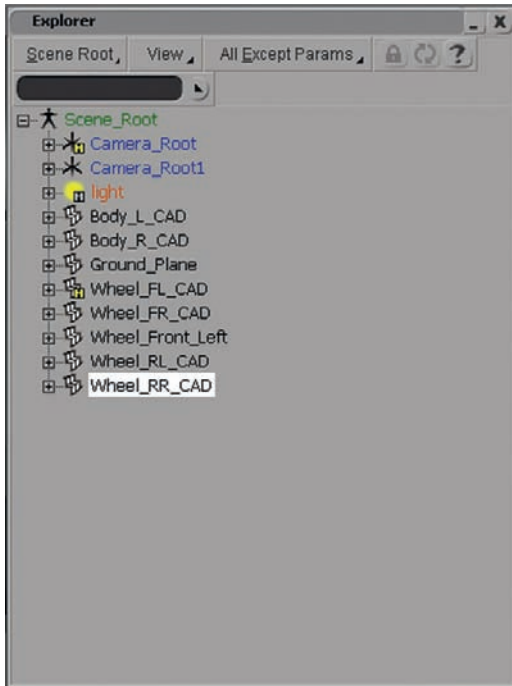 Explorer
Scene Root, View All Except Params ?
Scene_Root
Camera_Root
Camera_Root1
light
Body_L_CAD
Body_R_CAD
Ground_Plane
Wheel_FL_CAD
Wheel_FR_CAD
Wheel_Front_Left
Wheel_RL_CAD
Wheel_RR_CAD